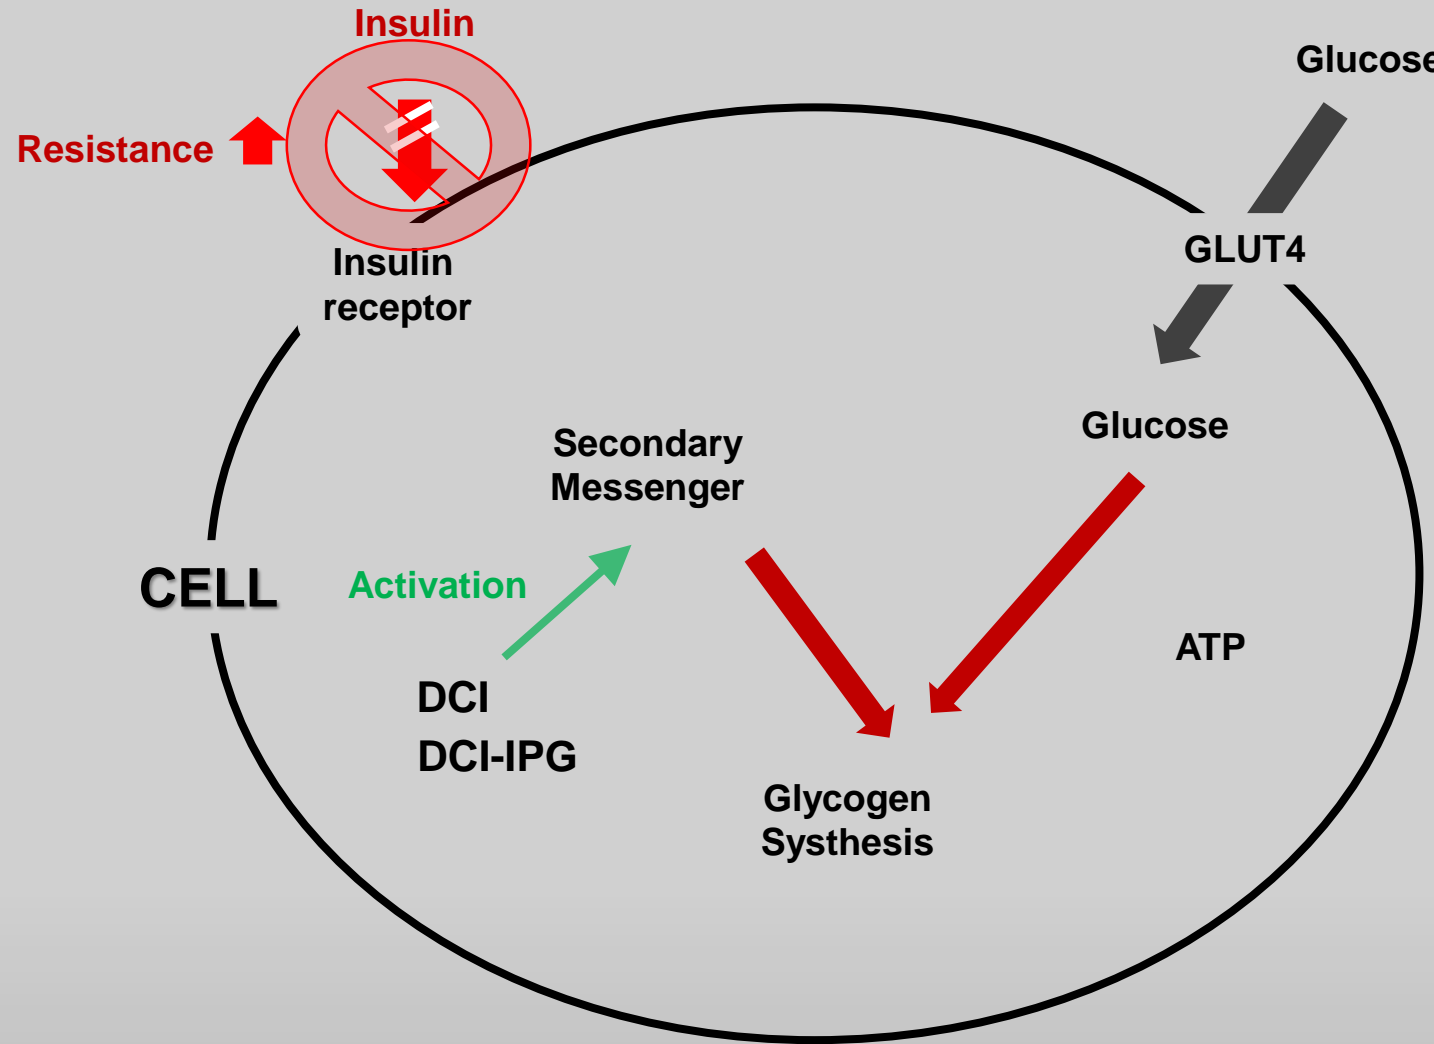 Insulin
Glucose
Resistance
Insulin
receptor
GLUT4
Glucose
Secondary
Messenger
CELL
Activation
ATP
DCI
DCI-IPG
Glycogen
Systhesis